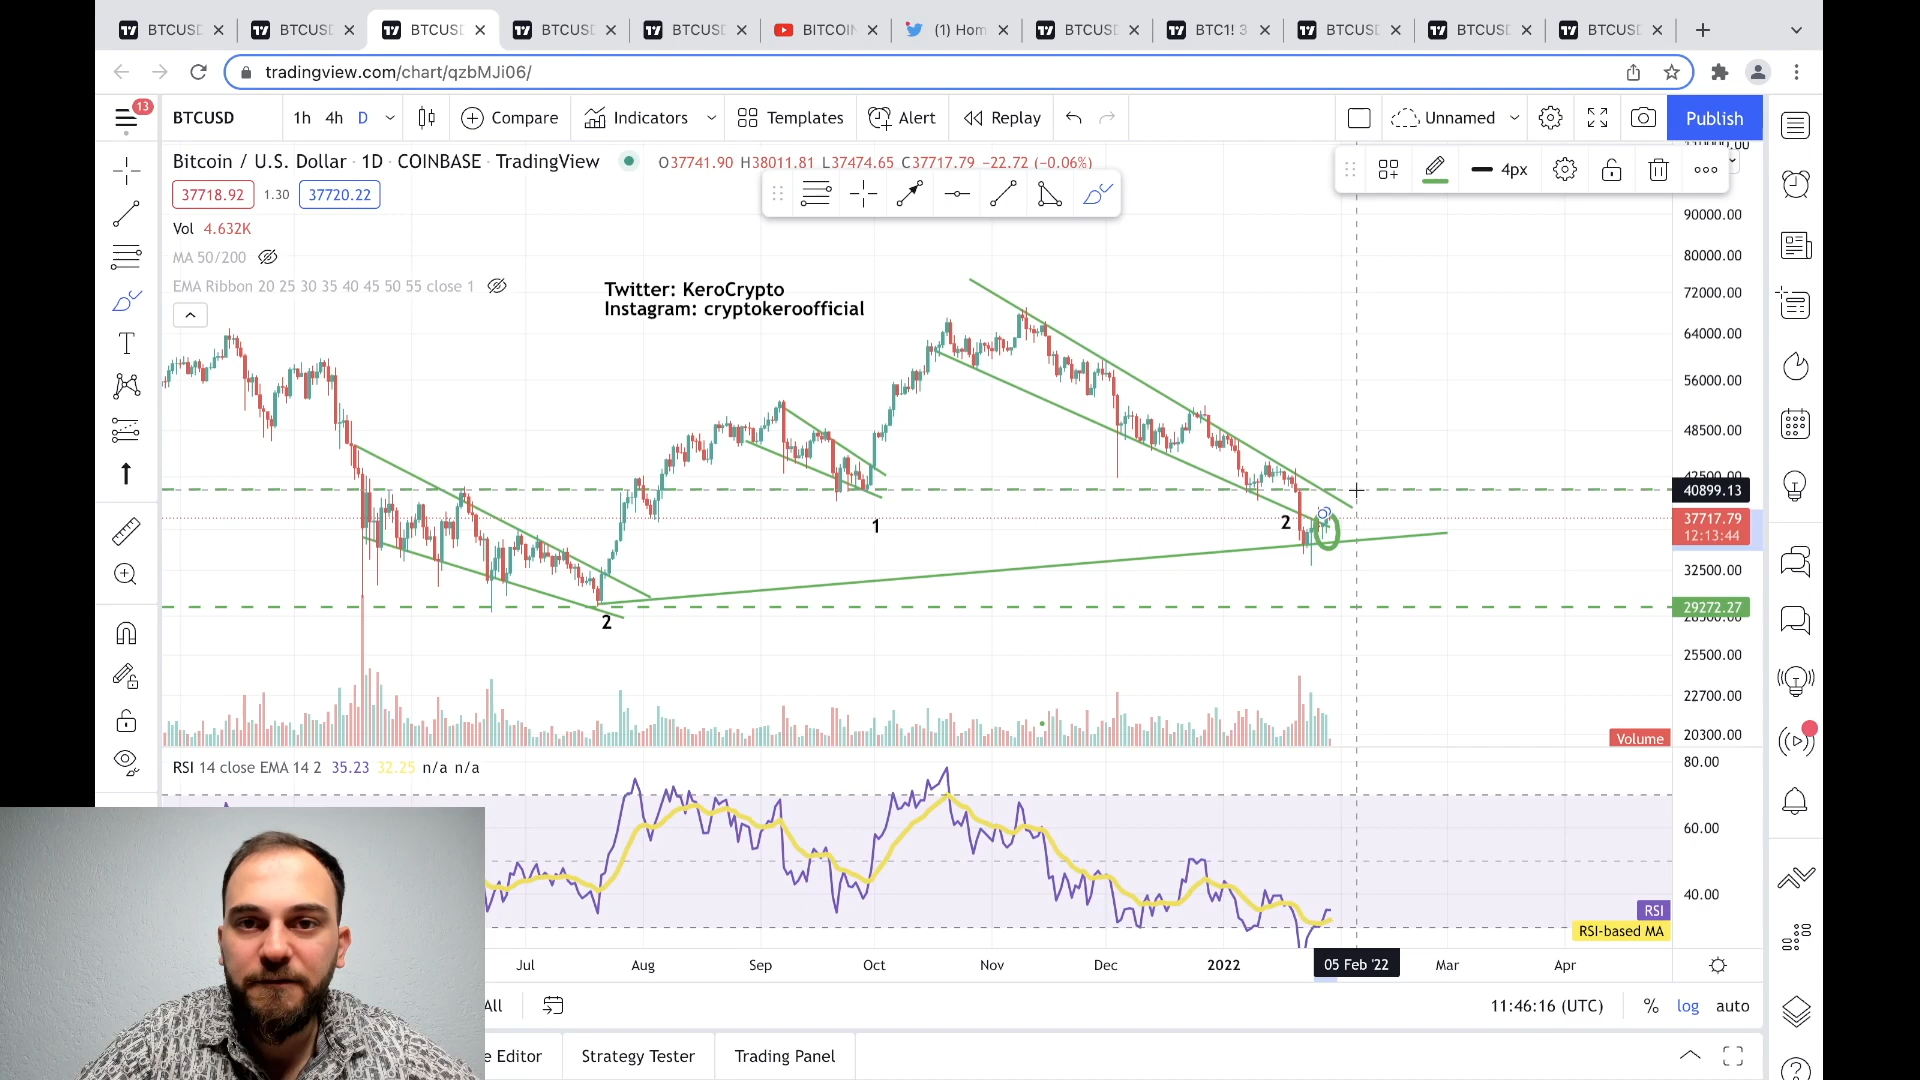 BTCUSD
BTCUSD
BTCUSD
BTCUSD
BTCUSD
BITCOIN
(1) Hom
BTCUSD
BTC1! 3
BTCUSD
BTCUSD
BTCUSD
tradingview.com/chart/qzbMJi06/
13
BTCUSD
1h 4h D
Compare
Indicators
Templates
Alert
Replay
Unnamed
Publish
Bitcoin / U.S. Dollar · 1D · COINBASE · TradingView
O37741.90 H38011.81 L37474.65 C37717.79 −22.72 (−0.06%)
4px
37718.92 1.30 37720.22
Vol 4.632K
MA 50/200
EMA Ribbon 20 25 30 35 40 45 50 55 close 1
Twitter: KeroCrypto
Instagram: cryptokeroofficial
90000.00
80000.00
72000.00
64000.00
56000.00
48500.00
42500.00
40899.13
37717.79
12:13:44
32500.00
29272.27
28500.00
25500.00
22700.00
20300.00
1
2
2
Volume
RSI 14 close EMA 14 2 35.23 32.25 n/a n/a
80.00
60.00
40.00
RSI
RSI-based MA
Jul
Aug
Sep
Oct
Nov
Dec
2022
05 Feb '22
Mar
Apr
All
11:46:16 (UTC)
%
log
auto
e Editor
Strategy Tester
Trading Panel